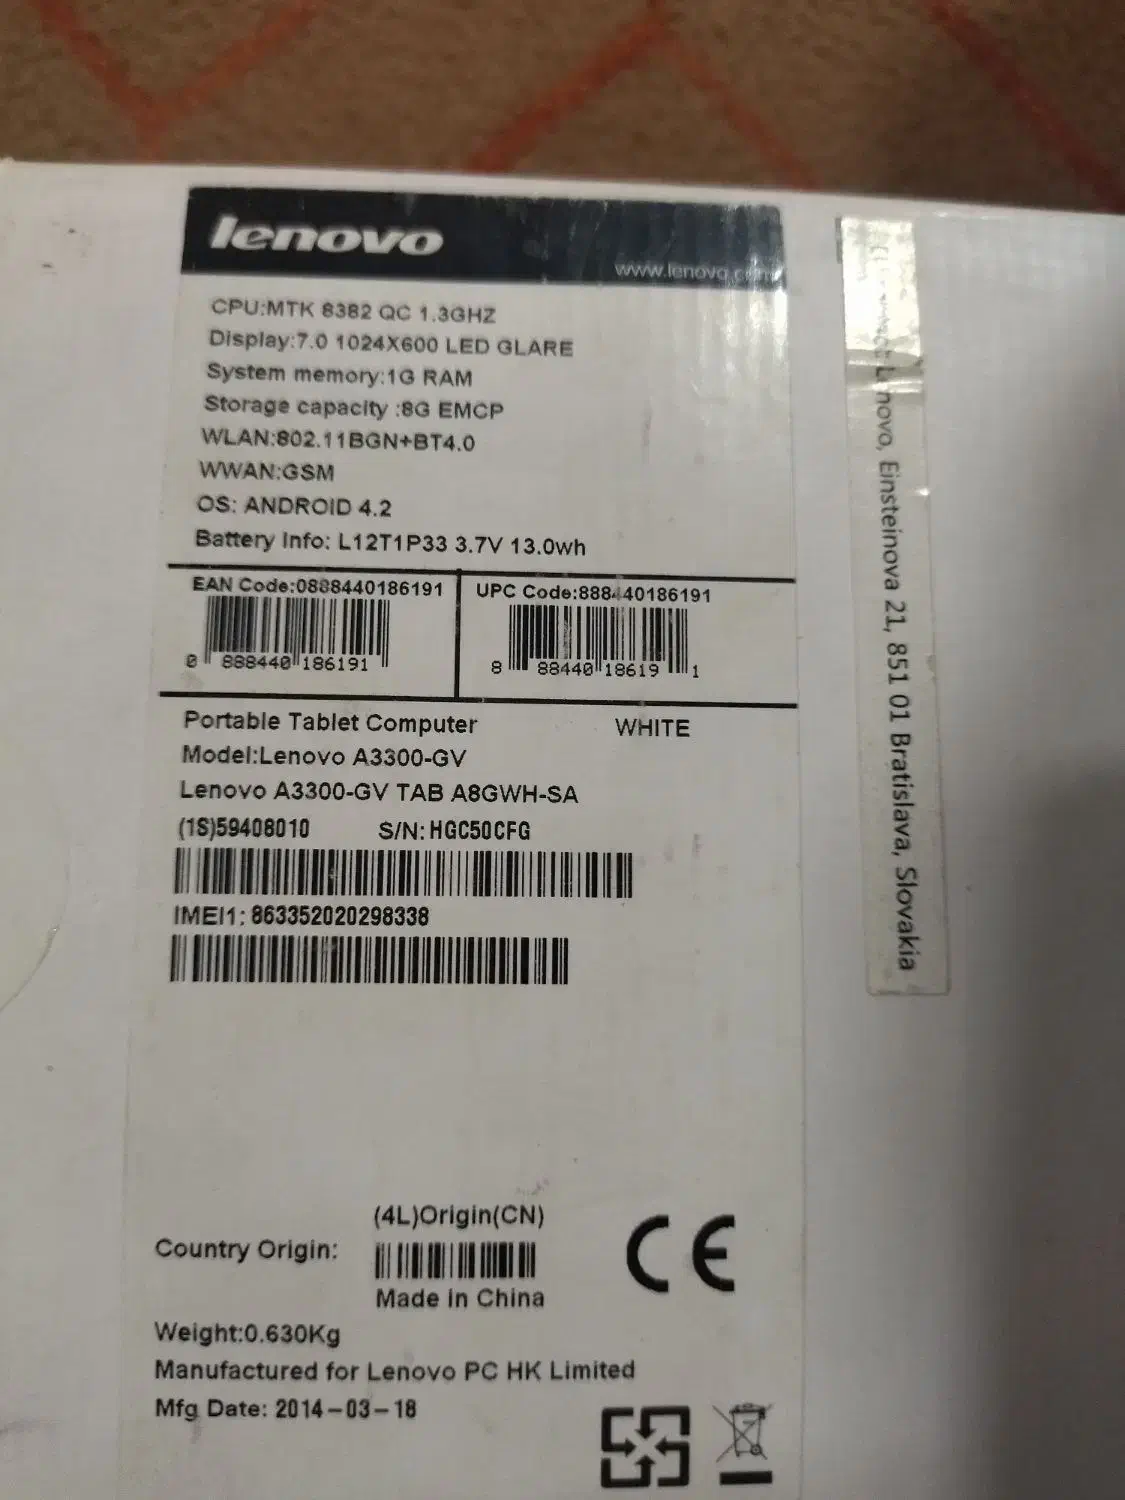 lenovo
www.lenovo.com
CPU:MTK 8382 QC 1.3GHZ
Display:7.0 1024X600 LED GLARE
System memory:1G RAM
Storage capacity :8G EMCP
WLAN:802.11BGN+BT4.0
WWAN:GSM
OS: ANDROID 4.2
Battery Info: L12T1P33 3.7V 13.0wh
EAN Code:0888440186191
0 888440 186191
UPC Code:888440186191
8 88440 18619 1
Portable Tablet Computer WHITE
Model:Lenovo A3300-GV
Lenovo A3300-GV TAB A8GWH-SA
(1S)59408010 S/N: HGC50CFG
IMEI1: 863352020298338
(4L)Origin(CN)
Country Origin:
Made in China
CE
Weight:0.630Kg
Manufactured for Lenovo PC HK Limited
Mfg Date: 2014-03-18
Lenovo, Einsteinova 21, 851 01 Bratislava, Slovakia